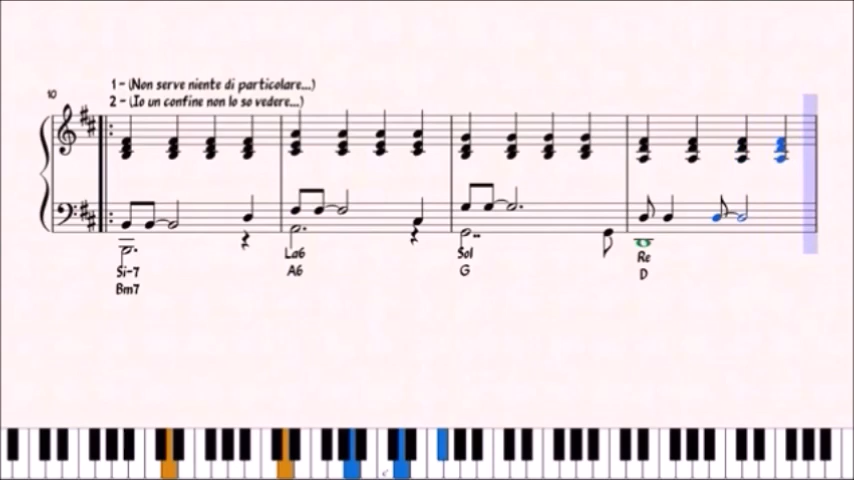 1 - (Non serve niente di particolare...)
2 - (Io un confine non lo so vedere...)
10
Si-7 La6 Sol Re
Bm7 A6 G D